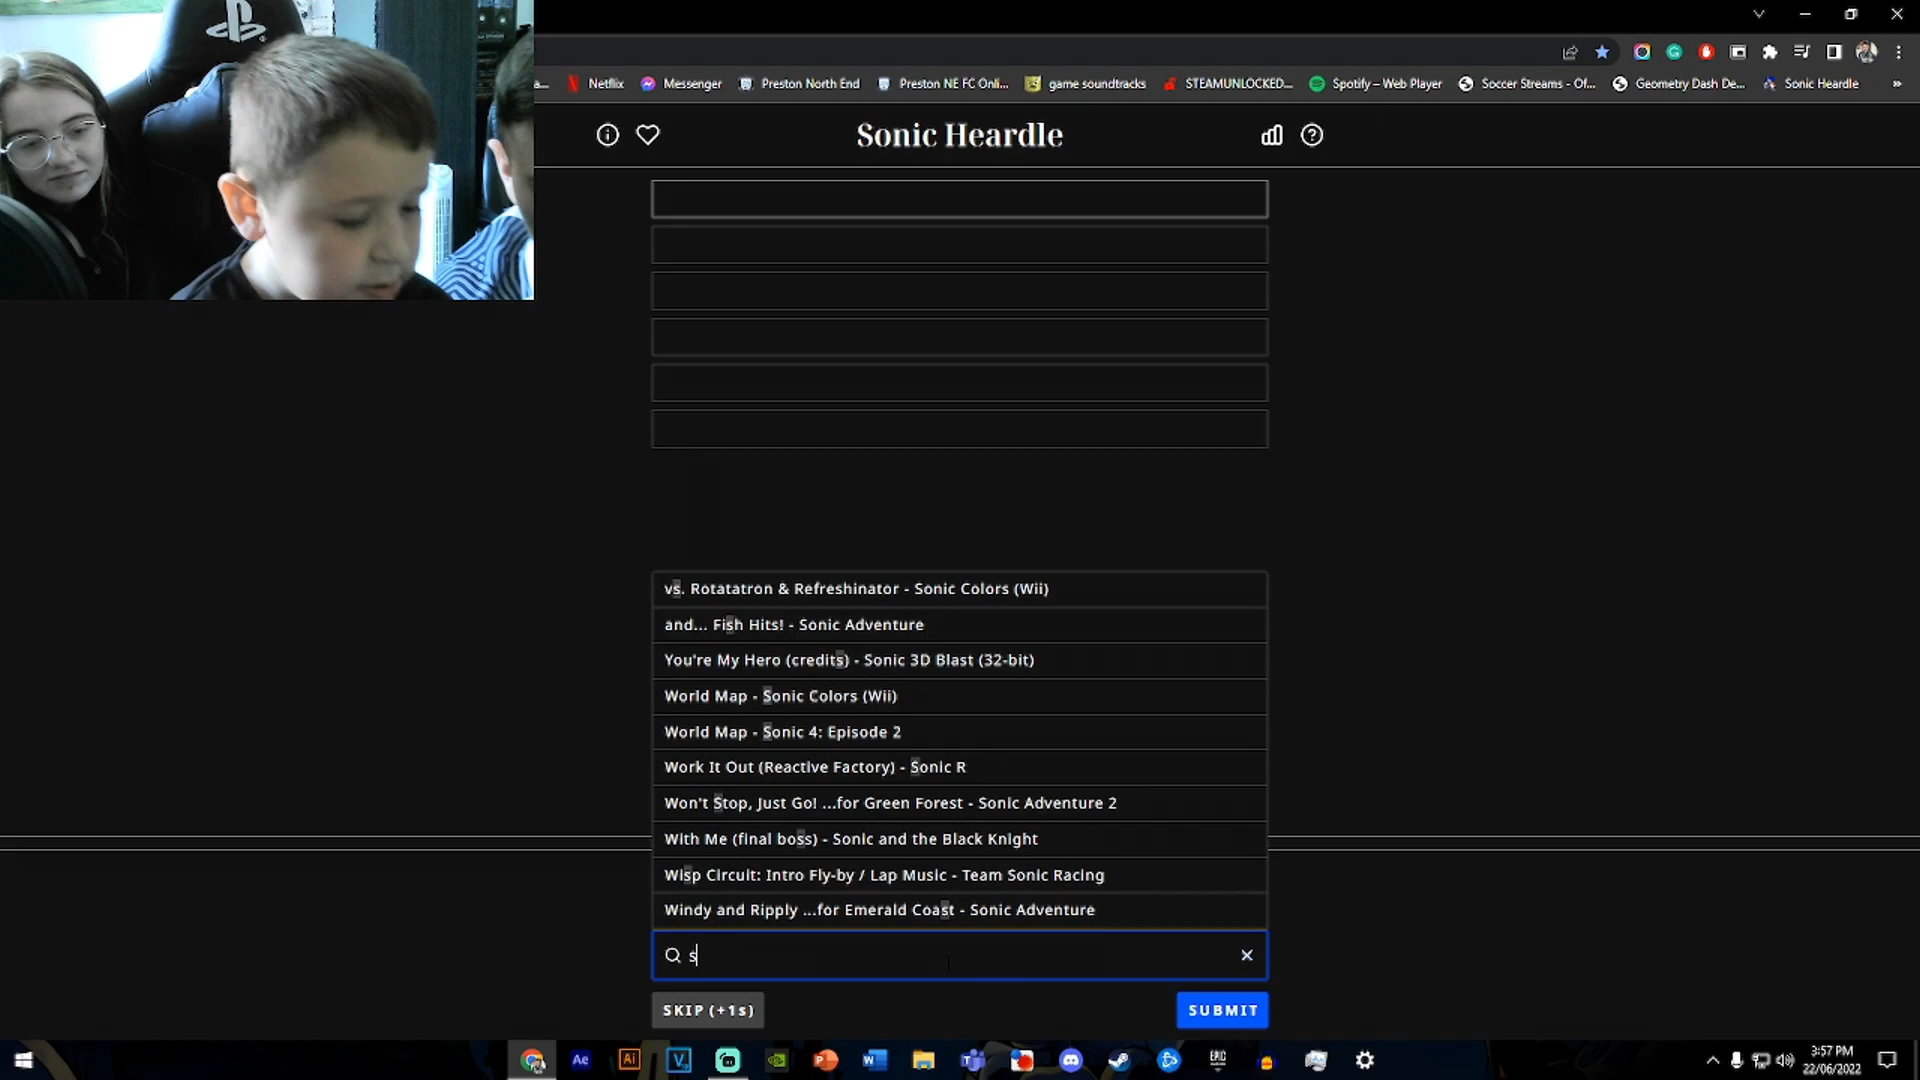 a... Netflix Messenger Preston North End Preston NE FC Onli... game soundtracks STEAMUNLOCKED... Spotify – Web Player Soccer Streams - Of... Geometry Dash De... Sonic Heardle »
Sonic Heardle
vs. Rotatatron & Refreshinator - Sonic Colors (Wii)
and... Fish Hits! - Sonic Adventure
You're My Hero (credits) - Sonic 3D Blast (32-bit)
World Map - Sonic Colors (Wii)
World Map - Sonic 4: Episode 2
Work It Out (Reactive Factory) - Sonic R
Won't Stop, Just Go! ...for Green Forest - Sonic Adventure 2
With Me (final boss) - Sonic and the Black Knight
Wisp Circuit: Intro Fly-by / Lap Music - Team Sonic Racing
Windy and Ripply ...for Emerald Coast - Sonic Adventure
s
SKIP (+1s) SUBMIT
Ae Ai V W EPIC 3:57 PM
22/06/2022